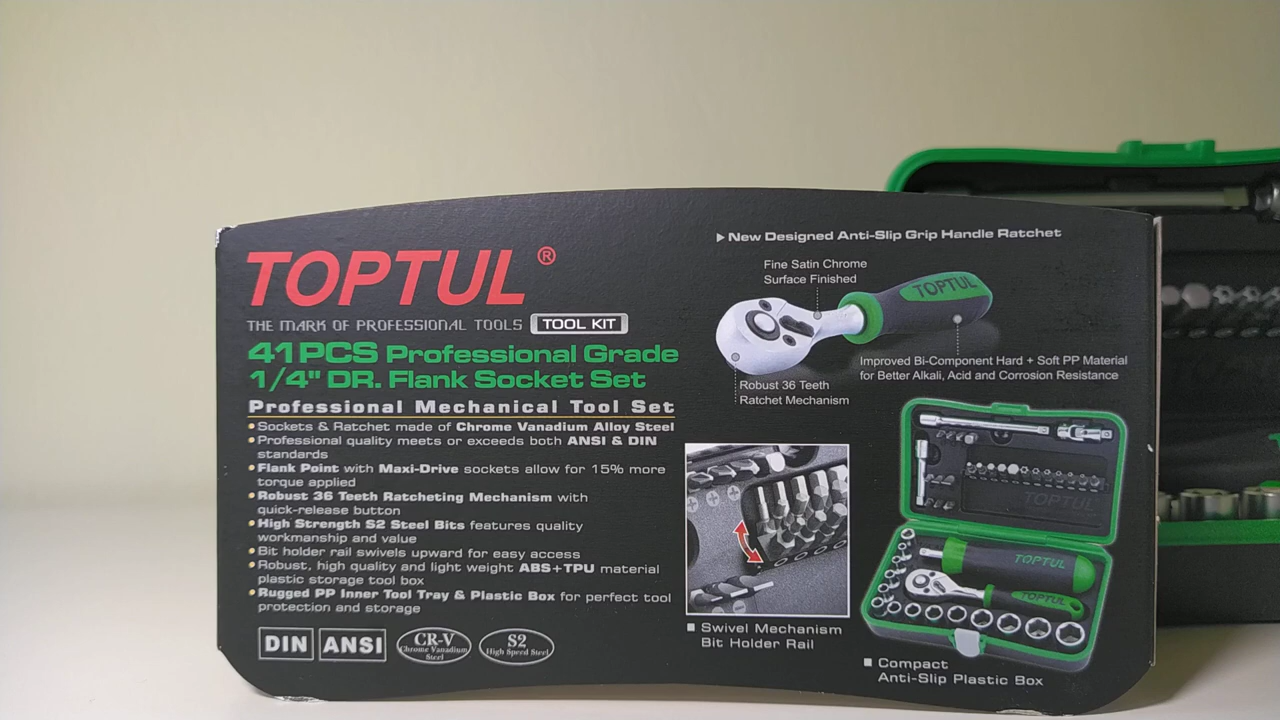 TOPTUL ®
THE MARK OF PROFESSIONAL TOOLS TOOL KIT
41PCS Professional Grade
1/4" DR. Flank Socket Set
Professional Mechanical Tool Set
• Sockets & Ratchet made of Chrome Vanadium Alloy Steel
• Professional quality meets or exceeds both ANSI & DIN
standards
• Flank Point with Maxi-Drive sockets allow for 15% more
torque applied
• Robust 36 Teeth Ratcheting Mechanism with
quick-release button
• High Strength S2 Steel Bits features quality
workmanship and value
• Bit holder rail swivels upward for easy access
• Robust, high quality and light weight ABS+TPU material
plastic storage tool box
• Rugged PP Inner Tool Tray & Plastic Box for perfect tool
protection and storage
DIN ANSI CR-V Chrome Vanadium Steel S2 High Speed Steel
▶ New Designed Anti-Slip Grip Handle Ratchet
Fine Satin Chrome
Surface Finished
TOPTUL
Improved Bi-Component Hard + Soft PP Material
for Better Alkali, Acid and Corrosion Resistance
Robust 36 Teeth
Ratchet Mechanism
■ Swivel Mechanism
Bit Holder Rail
TOPTUL
TOPTUL
TOPTUL
■ Compact
Anti-Slip Plastic Box